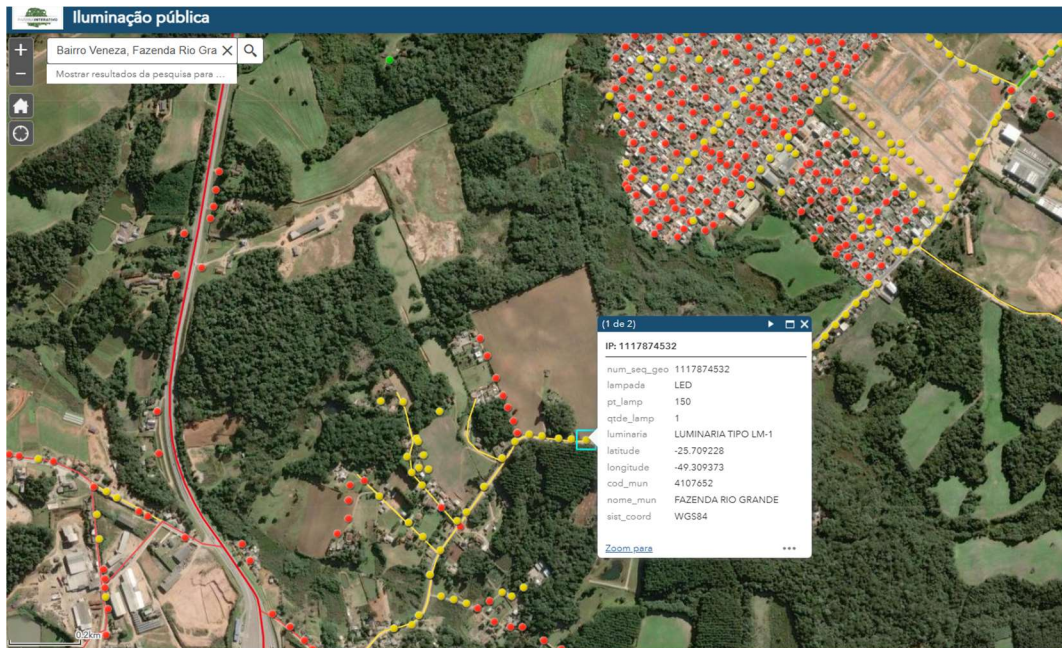 Iluminação pública
Bairro Veneza, Fazenda Rio Gra
Mostrar resultados da pesquisa para ...
(1 de 2)
IP: 1117874532
num_seq_geo 1117874532
lampada LED
pt_lamp 150
qtde_lamp 1
luminaria LUMINARIA TIPO LM-1
latitude -25.709228
longitude -49.309373
cod_mun 4107652
nome_mun FAZENDA RIO GRANDE
sist_coord WGS84
Zoom para
0,2km